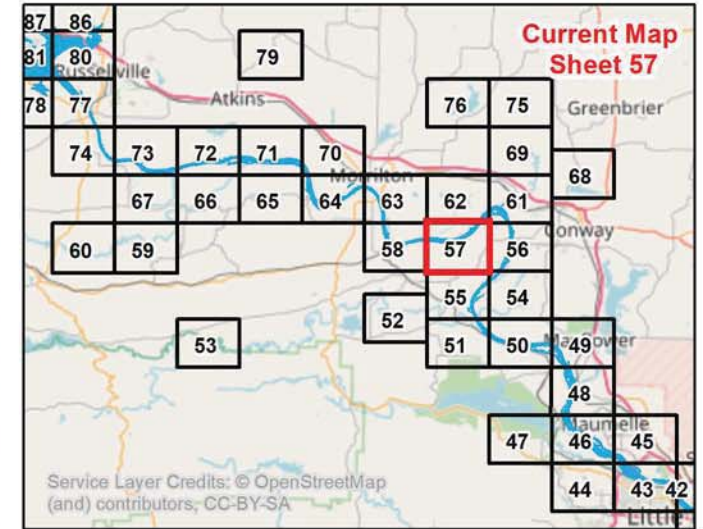 87 86
Current Map
81 80 79
Russellville
Sheet 57
78 77 Atkins 76 75 Greenbrier
74 73 72 71 70 69
68
Morrilton
67 66 65 64 63 62 61
Conway
60 59 58 57 56
55 54
52
53 51 50 49
48
Maumelle
47 46 45
Service Layer Credits: © OpenStreetMap
(and) contributors, CC-BY-SA
44 43 42
Little